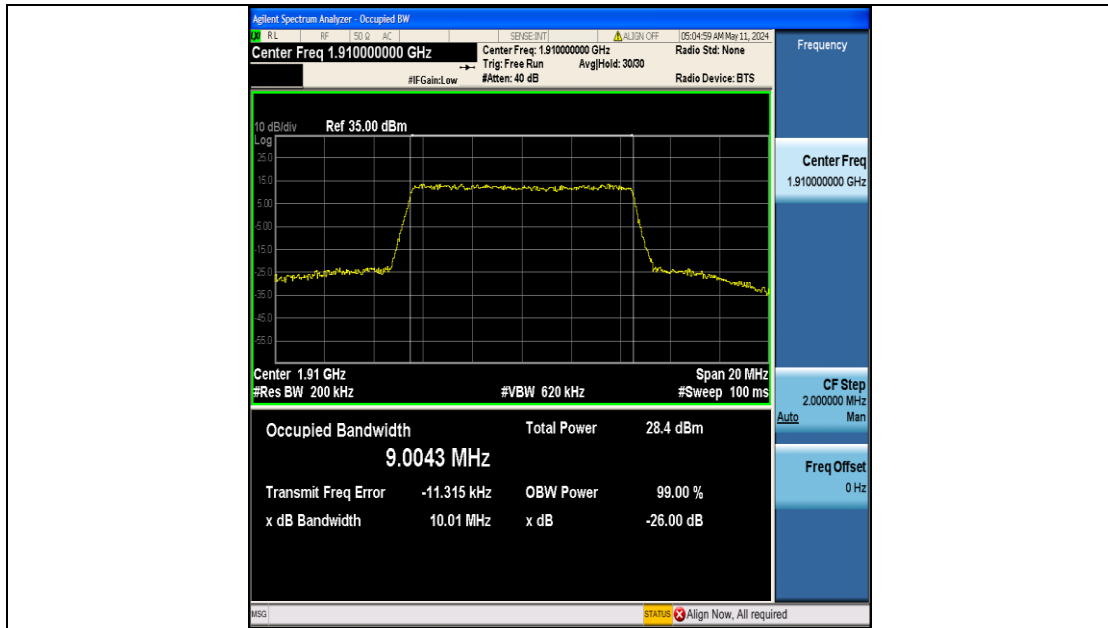 Agilent Spectrum Analyzer - Occupied BW
RL RF 50 Ω AC SENSE:INT ALIGN OFF 05:04:59 AM May 11, 2024
Center Freq 1.910000000 GHz
Center Freq: 1.910000000 GHz Radio Std: None
Trig: Free Run Avg|Hold: 30/30
#IFGain:Low #Atten: 40 dB Radio Device: BTS
10 dB/div Ref 35.00 dBm
Log
25.0
15.0
5.00
-5.00
-15.0
-25.0
-35.0
-45.0
-55.0
Center 1.91 GHz Span 20 MHz
#Res BW 200 kHz #VBW 620 kHz #Sweep 100 ms
Occupied Bandwidth Total Power 28.4 dBm
9.0043 MHz
Transmit Freq Error -11.315 kHz OBW Power 99.00 %
x dB Bandwidth 10.01 MHz x dB -26.00 dB
MSG STATUS Align Now, All required
Frequency
Center Freq
1.910000000 GHz
CF Step
2.000000 MHz
Auto Man
Freq Offset
0 Hz